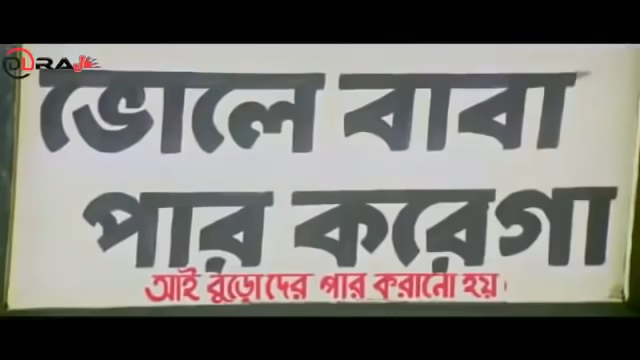 ভোলে বাবা
পার করেগা
আই বুড়োদের পার করানো হয়।